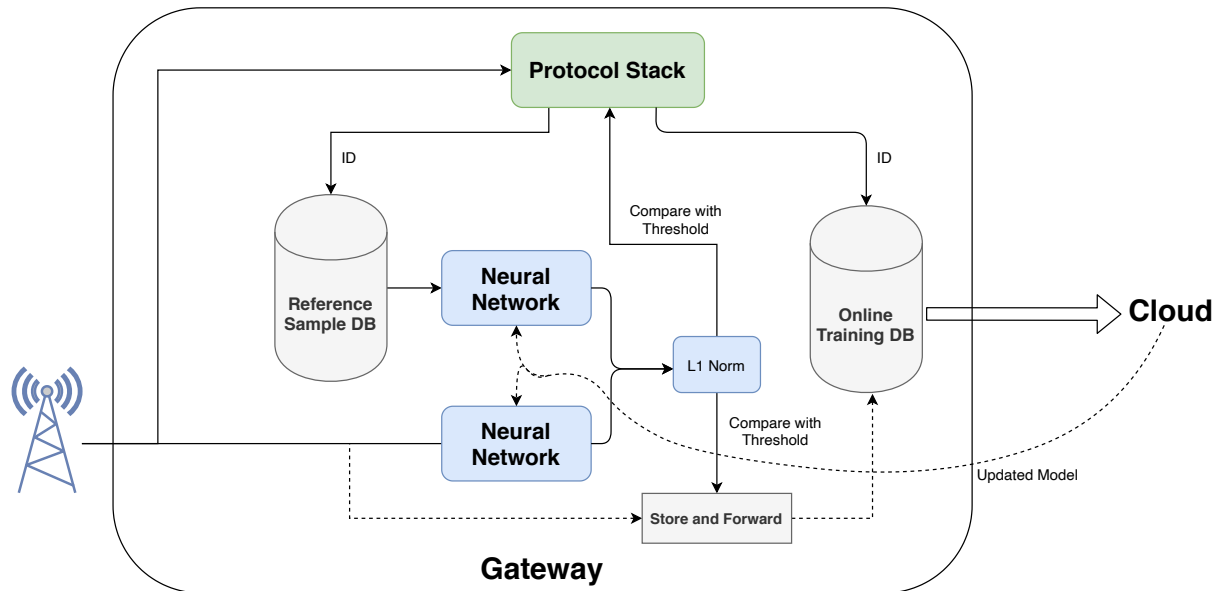 Protocol Stack
ID
ID
Compare with
Threshold
Neural
Network
Reference
Sample DB
Online
Training DB
Cloud
L1 Norm
Neural
Network
Compare with
Threshold
Updated Model
Store and Forward
Gateway